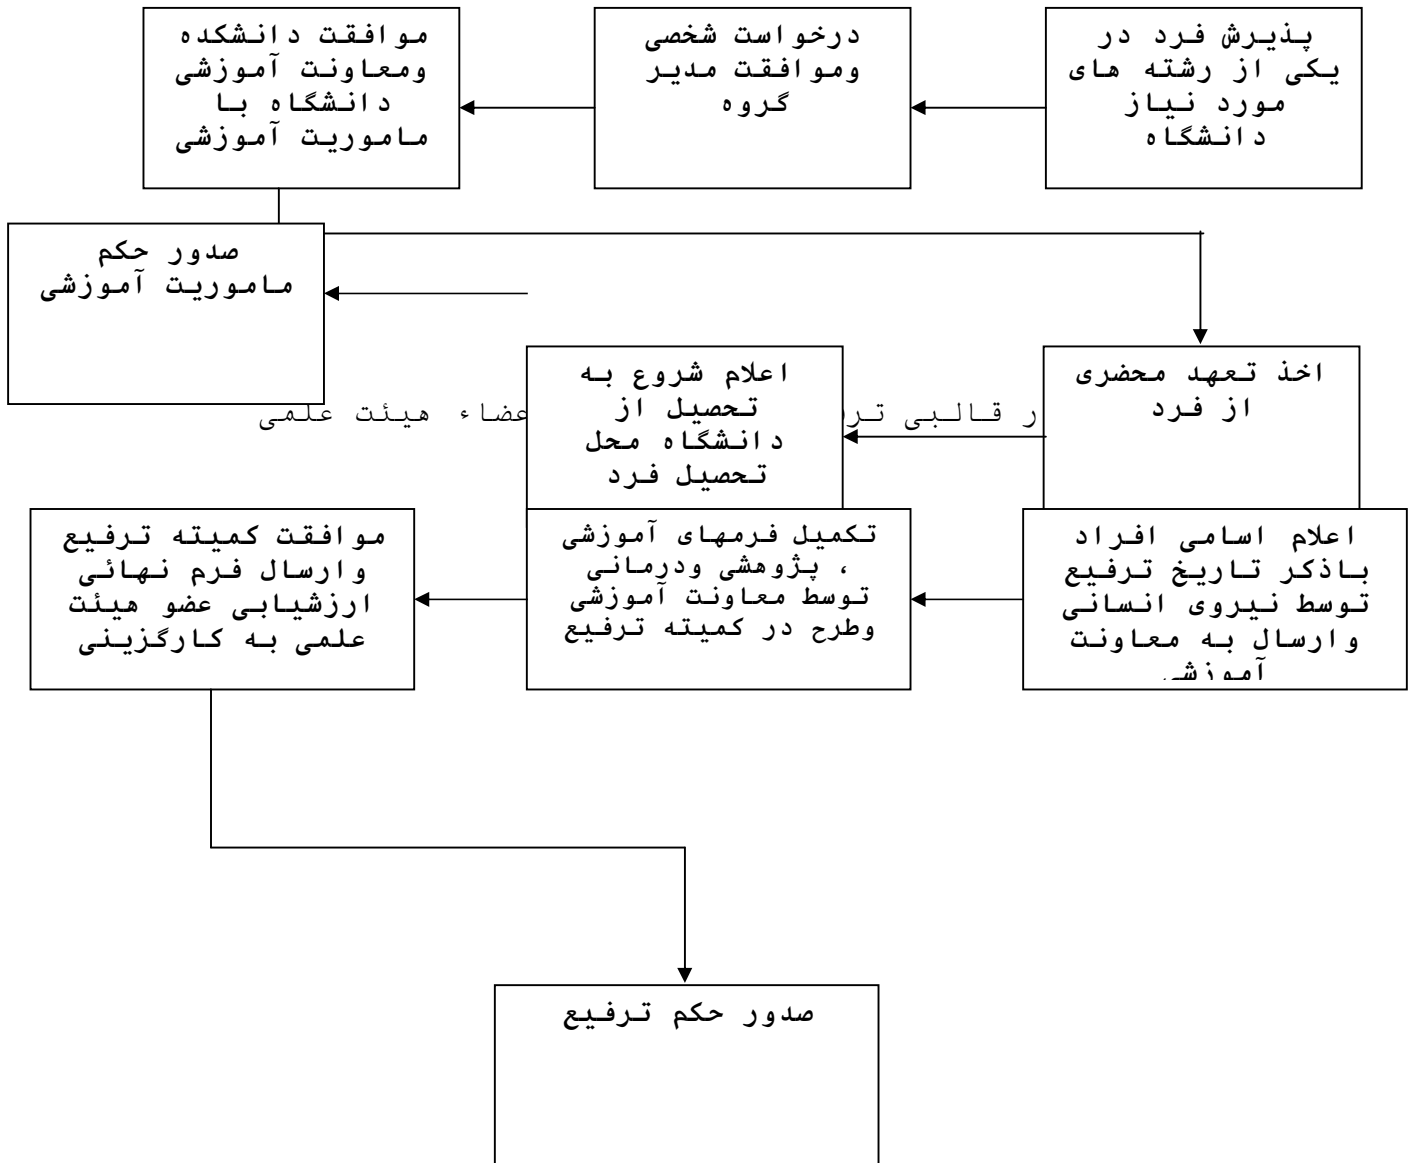 پذیرش فرد در
یکی از رشته های
مورد نیاز
دانشگاه
درخواست شخصی
وموافقت مدیر
گروه
موافقت دانشکده
ومعاونت آموزشی
دانشگاه با
ماموریت آموزشی
صدور حکم
ماموریت آموزشی
اخذ تعهد محضری
از فرد
اعلام شروع به
تحصیل از
دانشگاه محل
تحصیل فرد
ر قالبی عضاء هیئت علمی
اعلام اسامی افراد
باذکر تاریخ ترفیع
توسط نیروی انسانی
وارسال به معاونت
آموزشی
تکمیل فرمهای آموزشی
، پژوهشی ودرمانی
توسط معاونت آموزشی
وطرح در کمیته ترفیع
موافقت کمیته ترفیع
وارسال فرم نهائی
ارزشیابی عضو هیئت
علمی به کارگزینی
صدور حکم ترفیع